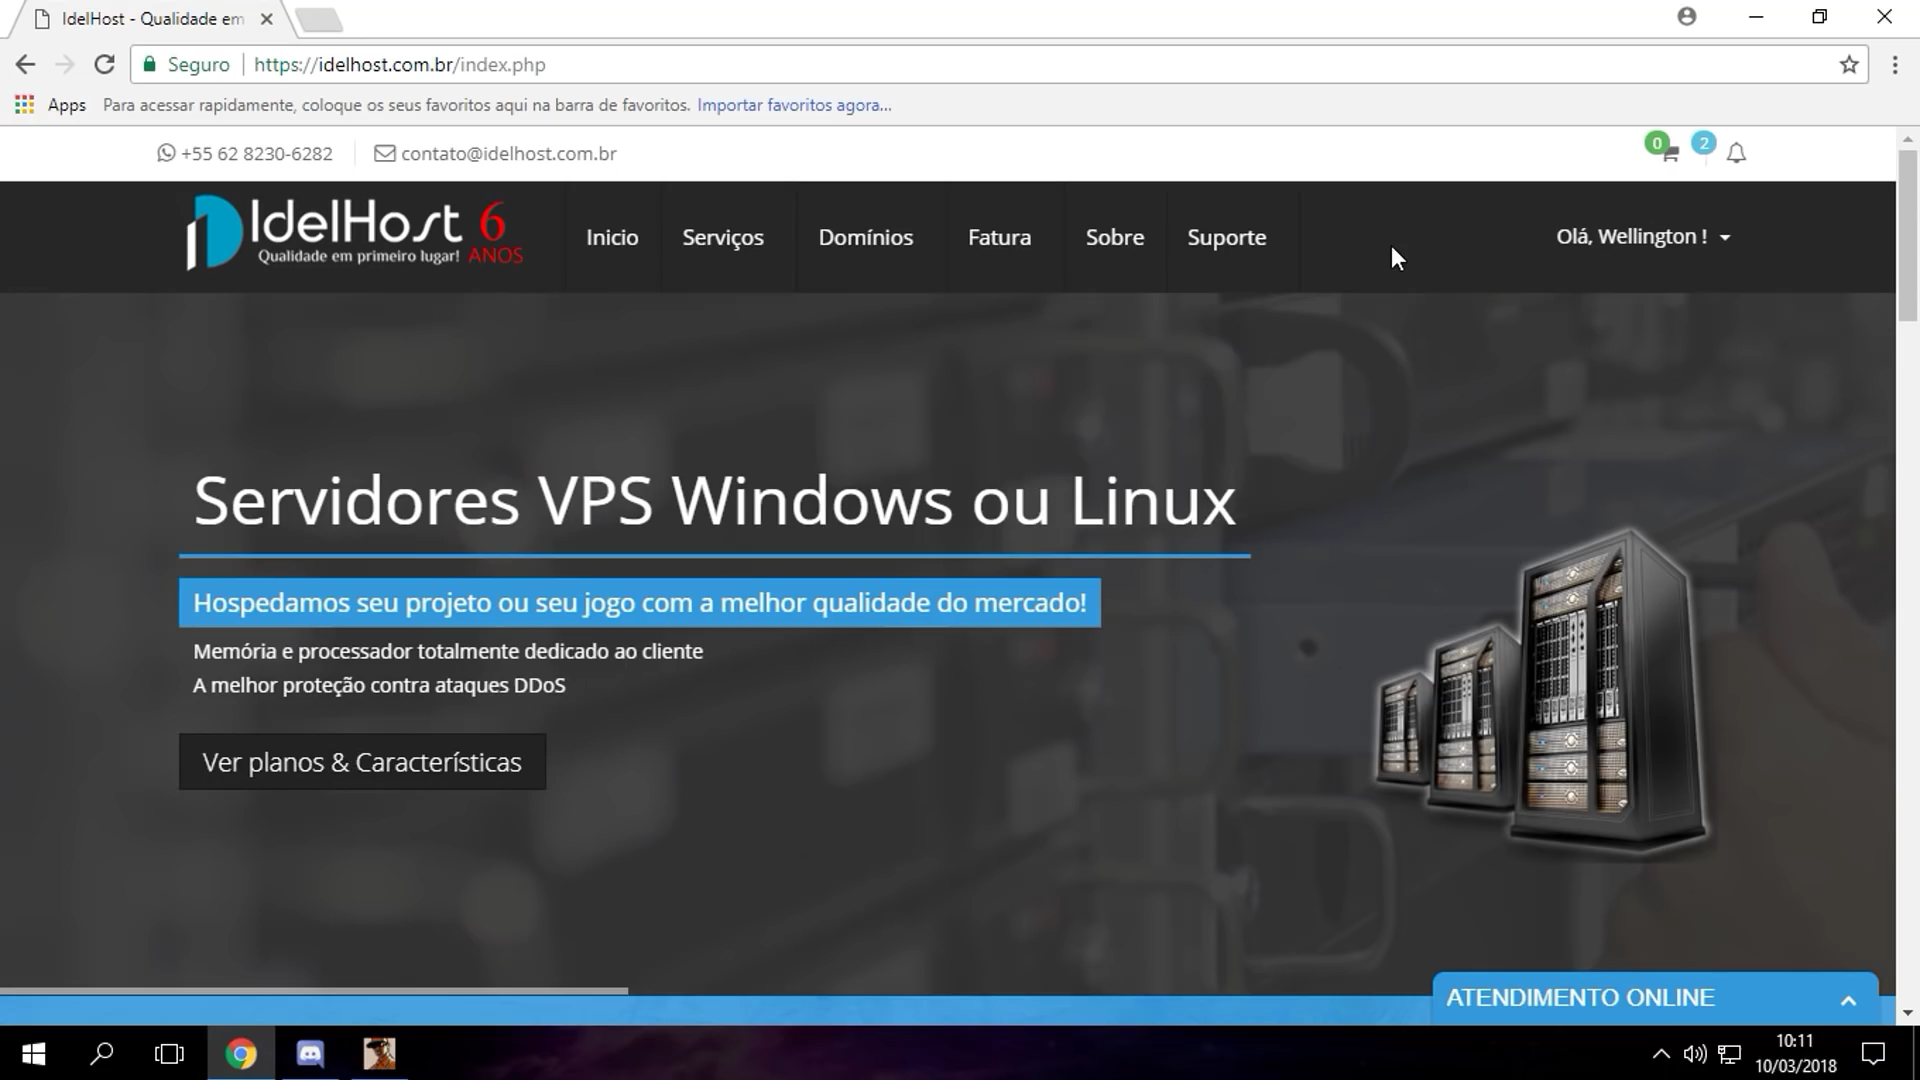 IdelHost - Qualidade em
Seguro
https://idelhost.com.br/index.php
Apps
Para acessar rapidamente, coloque os seus favoritos aqui na barra de favoritos. Importar favoritos agora...
+55 62 8230-6282
contato@idelhost.com.br
0
2
IdelHost 6
Qualidade em primeiro lugar! ANOS
Inicio
Serviços
Domínios
Fatura
Sobre
Suporte
Olá, Wellington !
Servidores VPS Windows ou Linux
Hospedamos seu projeto ou seu jogo com a melhor qualidade do mercado!
Memória e processador totalmente dedicado ao cliente
A melhor proteção contra ataques DDoS
Ver planos & Características
ATENDIMENTO ONLINE
10:11
10/03/2018